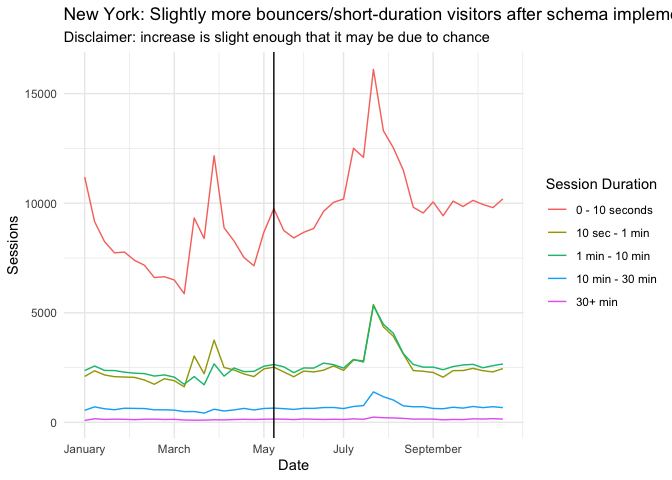 New York: Slightly more bouncers/short-duration visitors after schema impleme
Disclaimer: increase is slight enough that it may be due to chance
15000
10000
5000
0
Sessions
January March May July September
Date
Session Duration
0 - 10 seconds
10 sec - 1 min
1 min - 10 min
10 min - 30 min
30+ min